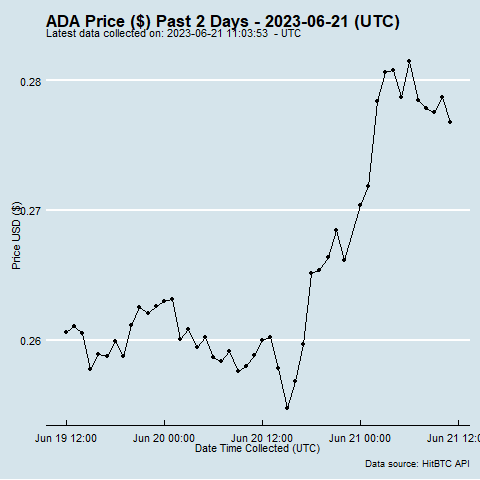 ADA Price ($) Past 2 Days - 2023-06-21 (UTC)
Latest data collected on: 2023-06-21 11:03:53 - UTC
0.28
0.27
0.26
Price USD ($)
Jun 19 12:00 Jun 20 00:00 Jun 20 12:00 Jun 21 00:00 Jun 21 12:0
Date Time Collected (UTC)
Data source: HitBTC API